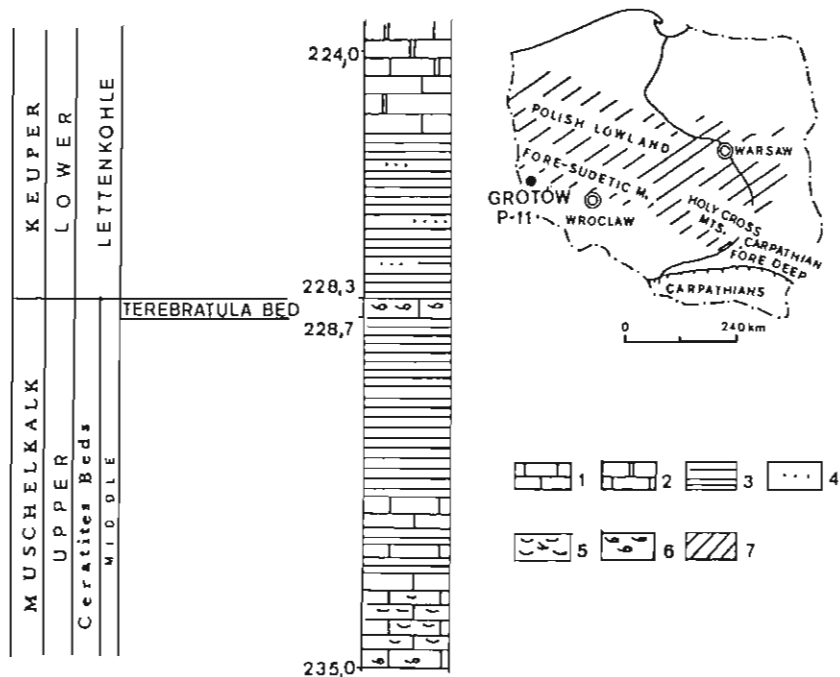 KEUPER
LOWER
LETTENKOHLE
MUSCHELKALK
UPPER
Ceratites Beds
MIDDLE
TEREBRATULA BED
224,0
228,3
228,7
235,0
POLISH LOWLAND
WARSAW
FORE-SUDETIC M.
GROTÓW
P-11
WROCLAW
HOLY CROSS
MTS.
CARPATHIAN
FORE DEEP
CARPATHIANS
0 240 km
1 2 3 4
5 6 7